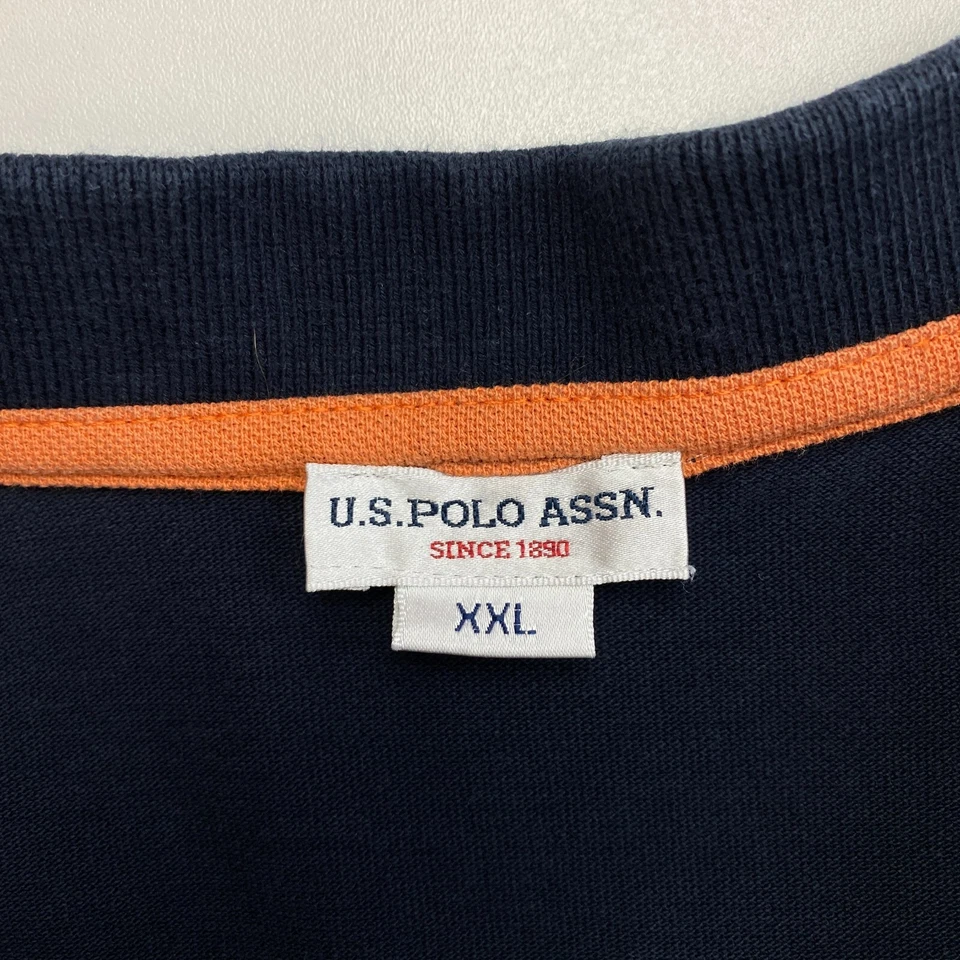 U.S. POLO ASSN.
SINCE 1890
XXL